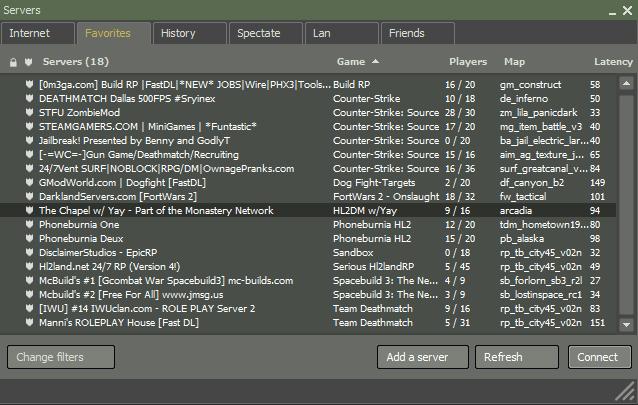 Servers
Internet Favorites History Spectate Lan Friends
Servers (18) Game Players Map Latency
[0m3ga.com] Build RP |FastDL|*NEW* JOBS|Wire|PHX3|Tools... Build RP 16 / 20 gm_construct 58
DEATHMATCH Dallas 500FPS #Sryinex Counter-Strike 10 / 18 de_inferno 50
STFU ZombieMod Counter-Strike: Source 28 / 30 zm_lila_panicdark 33
STEAMGAMERS.COM | MiniGames | *Funtastic* Counter-Strike: Source 17 / 20 mg_item_battle_v3 40
Jailbreak! Presented by Benny and GodlyT Counter-Strike: Source 0 / 22 ba_jail_electric_lar... 40
[-=WC=-]Gun Game/Deathmatch/Recruiting Counter-Strike: Source 15 / 16 aim_ag_texture_j... 65
24/7Vent SURF|NOBLOCK|RPG/DM|OwnagePranks.com Counter-Strike: Source 16 / 36 surf_greatcanal_v... 84
GModWorld.com | Dogfight [FastDL] Dog Fight-Targets 2 / 20 df_canyon_b2 149
DarklandServers.com [FortWars 2] FortWars 2 - Onslaught 18 / 32 fw_tactical 101
The Chapel w/ Yay - Part of the Monastery Network HL2DM w/Yay 9 / 16 arcadia 94
Phoneburnia One Phoneburnia HL2 12 / 20 tdm_hometown19... 80
Phoneburnia Deux Phoneburnia HL2 15 / 20 pb_alaska 98
DisclaimerStudios - EpicRP Sandbox 0 / 18 rp_tb_city45_v02n 32
Hl2land.net 24/7 RP (Version 4!) Serious Hl2landRP 5 / 45 rp_tb_city45_v02n 49
McBuild's #1 [Gcombat War Spacebuild3] mc-builds.com Spacebuild 3: The Ne... 4 / 9 sb_forlorn_sb3_r2l 27
Mcbuild's #2 [Free For All] www.jmsg.us Spacebuild 3: The Ne... 3 / 9 sb_lostinspace_rc1 34
[IWU] #14 IWUclan.com - ROLE PLAY Server 2 Team Deathmatch 9 / 16 rp_tb_city45_v02n 83
Manni's ROLEPLAY House [Fast DL] Team Deathmatch 5 / 31 rp_tb_city45_v02n 151
Change filters Add a server Refresh Connect